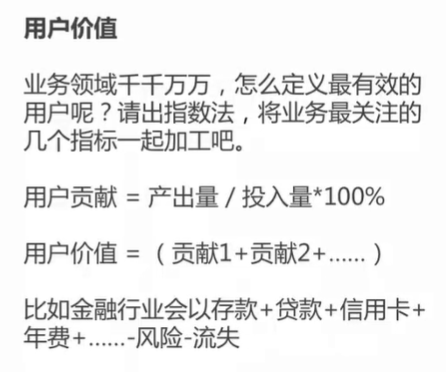 用户价值
业务领域千千万万，怎么定义最有效的
用户呢？请出指数法，将业务最关注的
几个指标一起加工吧。
用户贡献 = 产出量 / 投入量*100%
用户价值 = （ 贡献1+贡献2+…… ）
比如金融行业会以存款+贷款+信用卡+
年费+……-风险-流失